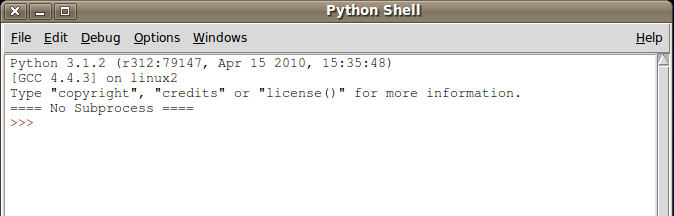 Python Shell
File Edit Debug Options Windows Help
Python 3.1.2 (r312:79147, Apr 15 2010, 15:35:48)
[GCC 4.4.3] on linux2
Type "copyright", "credits" or "license()" for more information.
==== No Subprocess ====
>>>